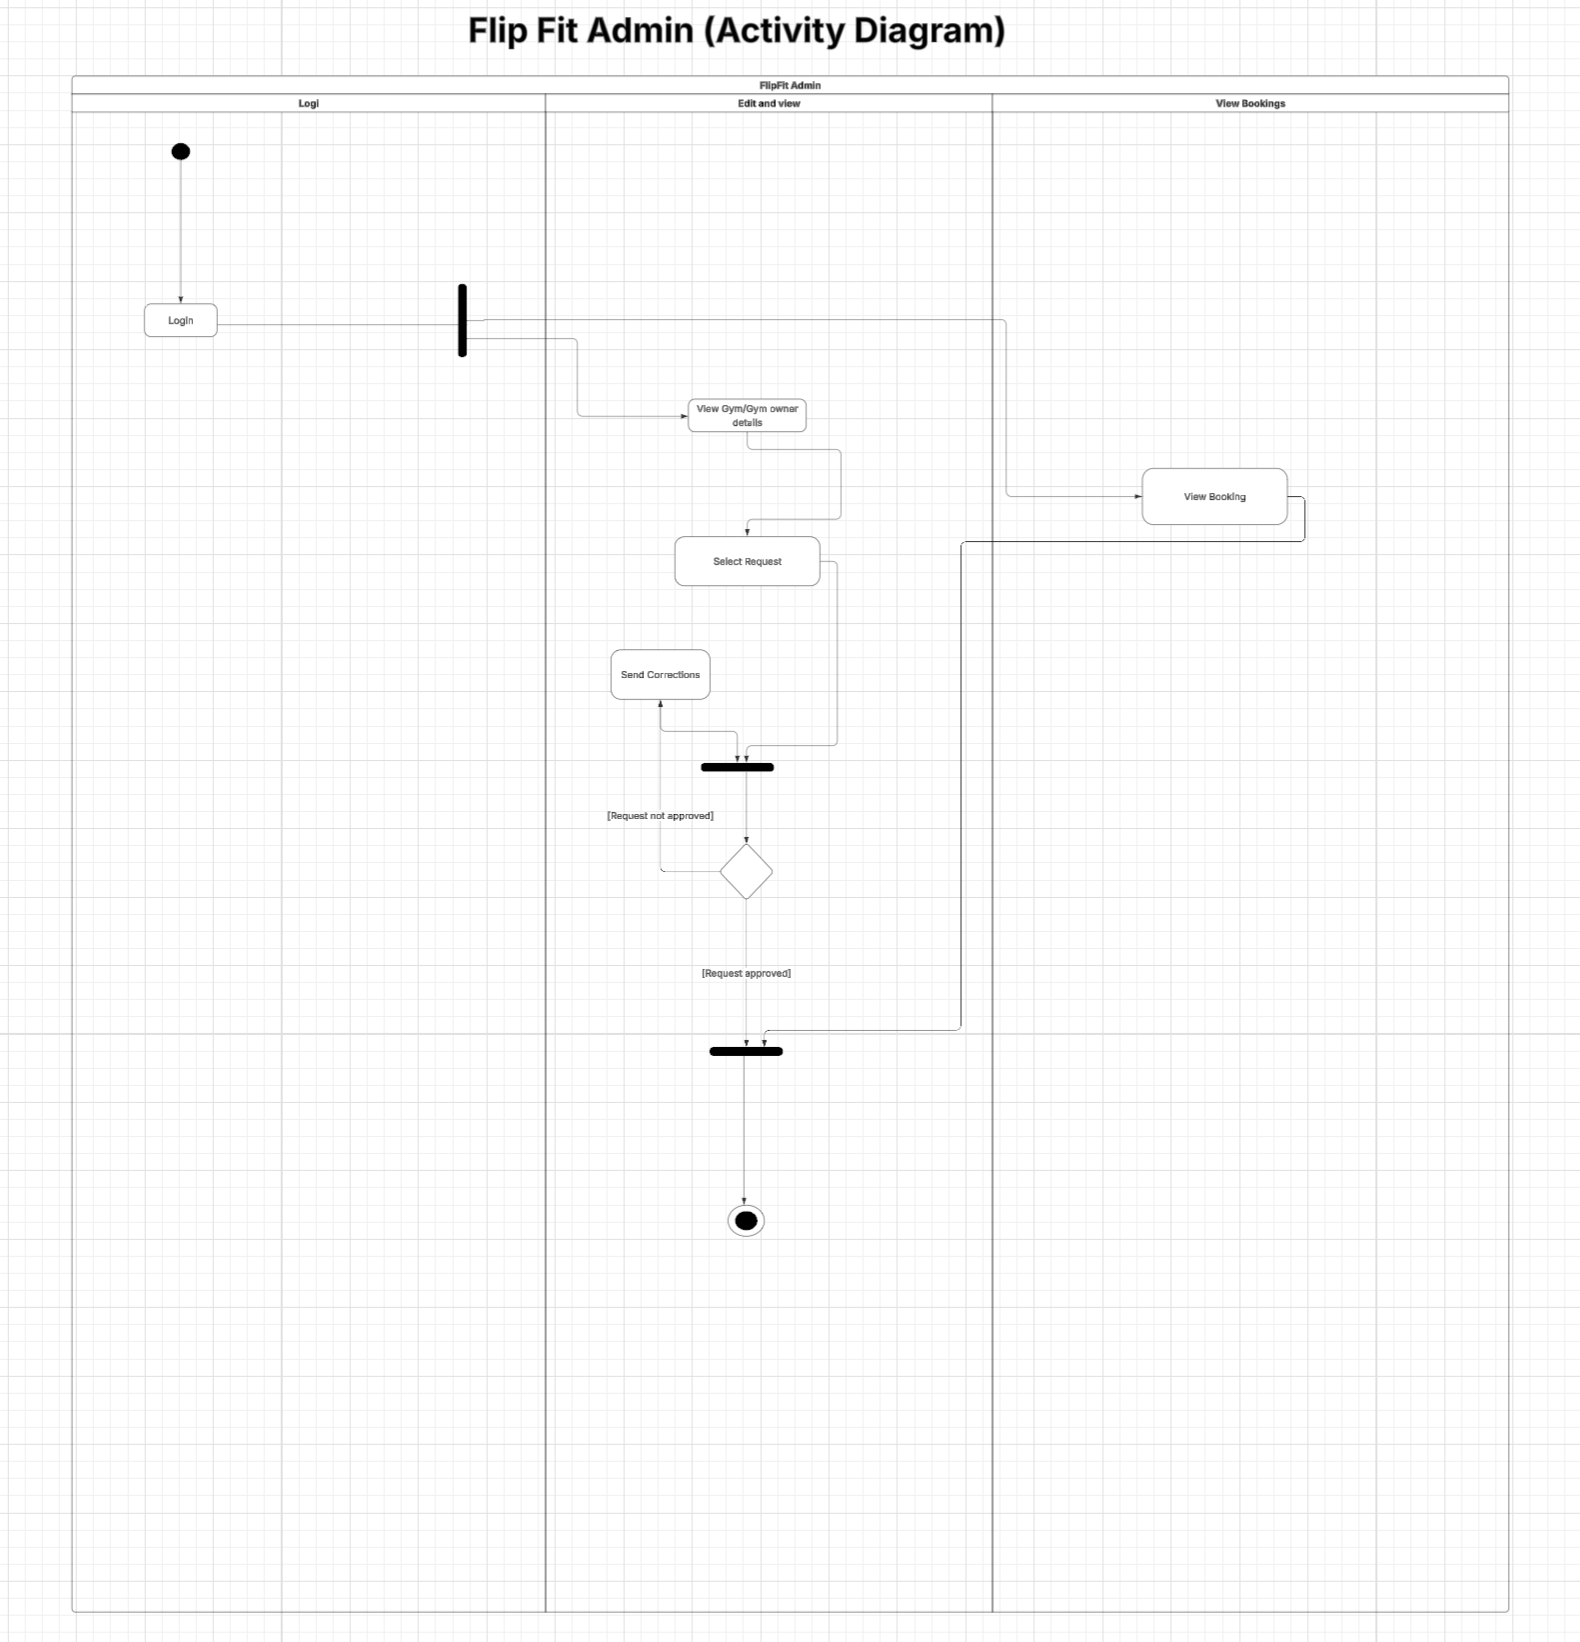 Flip Fit Admin (Activity Diagram)
FlipFit Admin
Logi
Edit and view
View Bookings
Login
View Gym/Gym owner
details
View Booking
Select Request
Send Corrections
[Request not approved]
[Request approved]